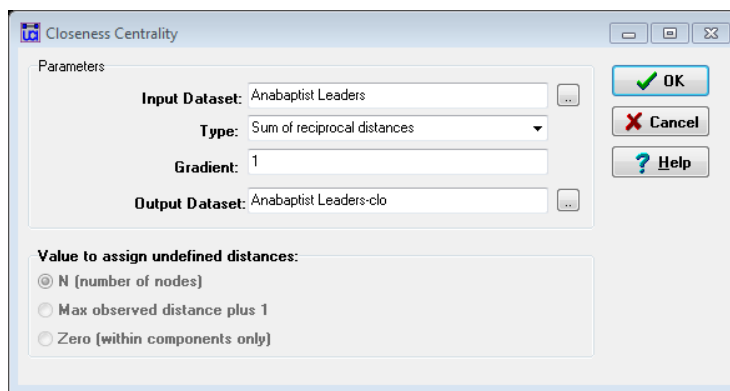 Closeness Centrality
Parameters
Input Dataset: Anabaptist Leaders ..
Type: Sum of reciprocal distances
Gradient: 1
Output Dataset: Anabaptist Leaders-clo ..
OK
Cancel
? Help
Value to assign undefined distances:
N (number of nodes)
Max observed distance plus 1
Zero (within components only)